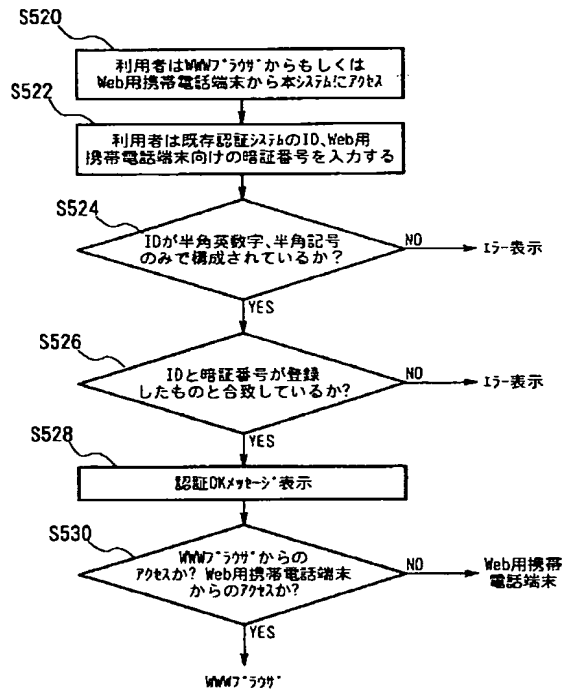 S520
利用者はWWWﾌﾞﾗｳｻﾞからもしくは
Web用携帯電話端末から本ｼｽﾃﾑにｱｸｾｽ
S522
利用者は既存認証ｼｽﾃﾑのID、Web用
携帯電話端末向けの暗証番号を入力する
S524
IDが半角英数字、半角記号
のみで構成されているか？
NO
ｴﾗｰ表示
YES
S526
IDと暗証番号が登録
したものと合致しているか?
NO
ｴﾗｰ表示
YES
S528
認証OKﾒｯｾｰｼﾞ表示
S530
WWWﾌﾞﾗｳｻﾞからの
ｱｸｾｽか? Web用携帯電話端末
からのｱｸｾｽか?
NO
Web用携帯
電話端末
YES
WWWﾌﾞﾗｳｻﾞ